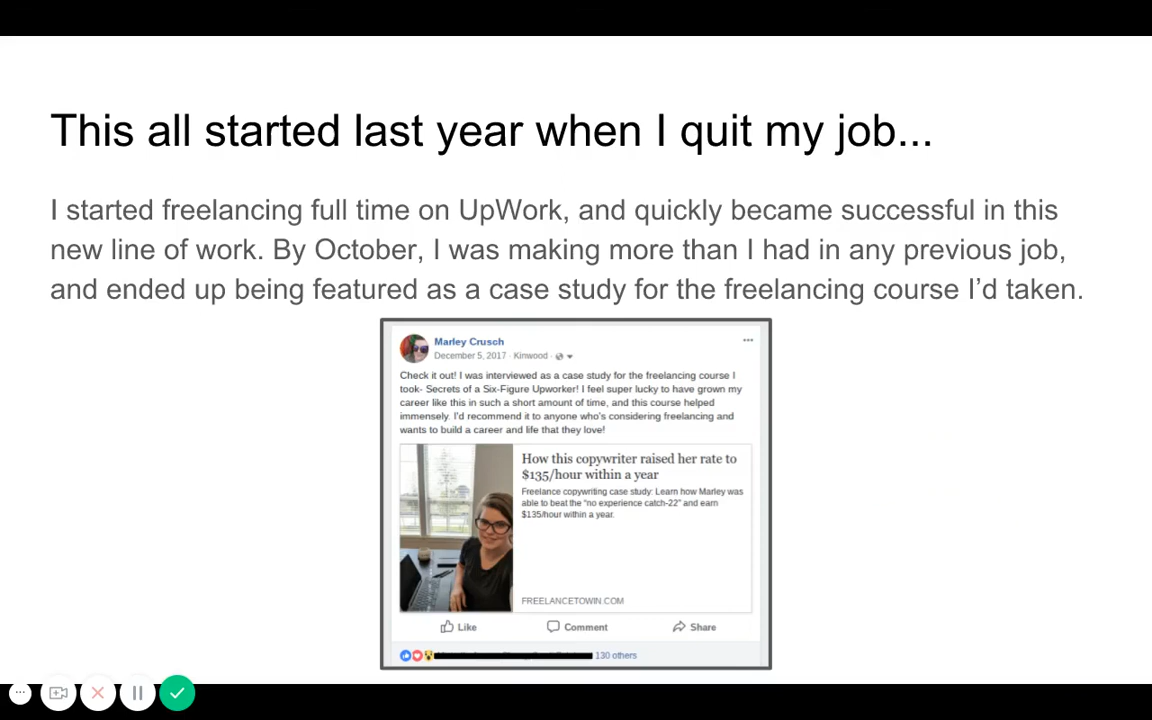 This all started last year when I quit my job...
I started freelancing full time on UpWork, and quickly became successful in this
new line of work. By October, I was making more than I had in any previous job,
and ended up being featured as a case study for the freelancing course I’d taken.
Marley Crusch
December 5, 2017 · Kinwood ·
Check it out! I was interviewed as a case study for the freelancing course I
took- Secrets of a Six-Figure Upworker! I feel super lucky to have grown my
career like this in such a short amount of time, and this course helped
immensely. I'd recommend it to anyone who's considering freelancing and
wants to build a career and life that they love!
How this copywriter raised her rate to
$135/hour within a year
Freelance copywriting case study: Learn how Marley was
able to beat the "no experience catch-22" and earn
$135/hour within a year.
FREELANCETOWIN.COM
Like Comment Share
130 others